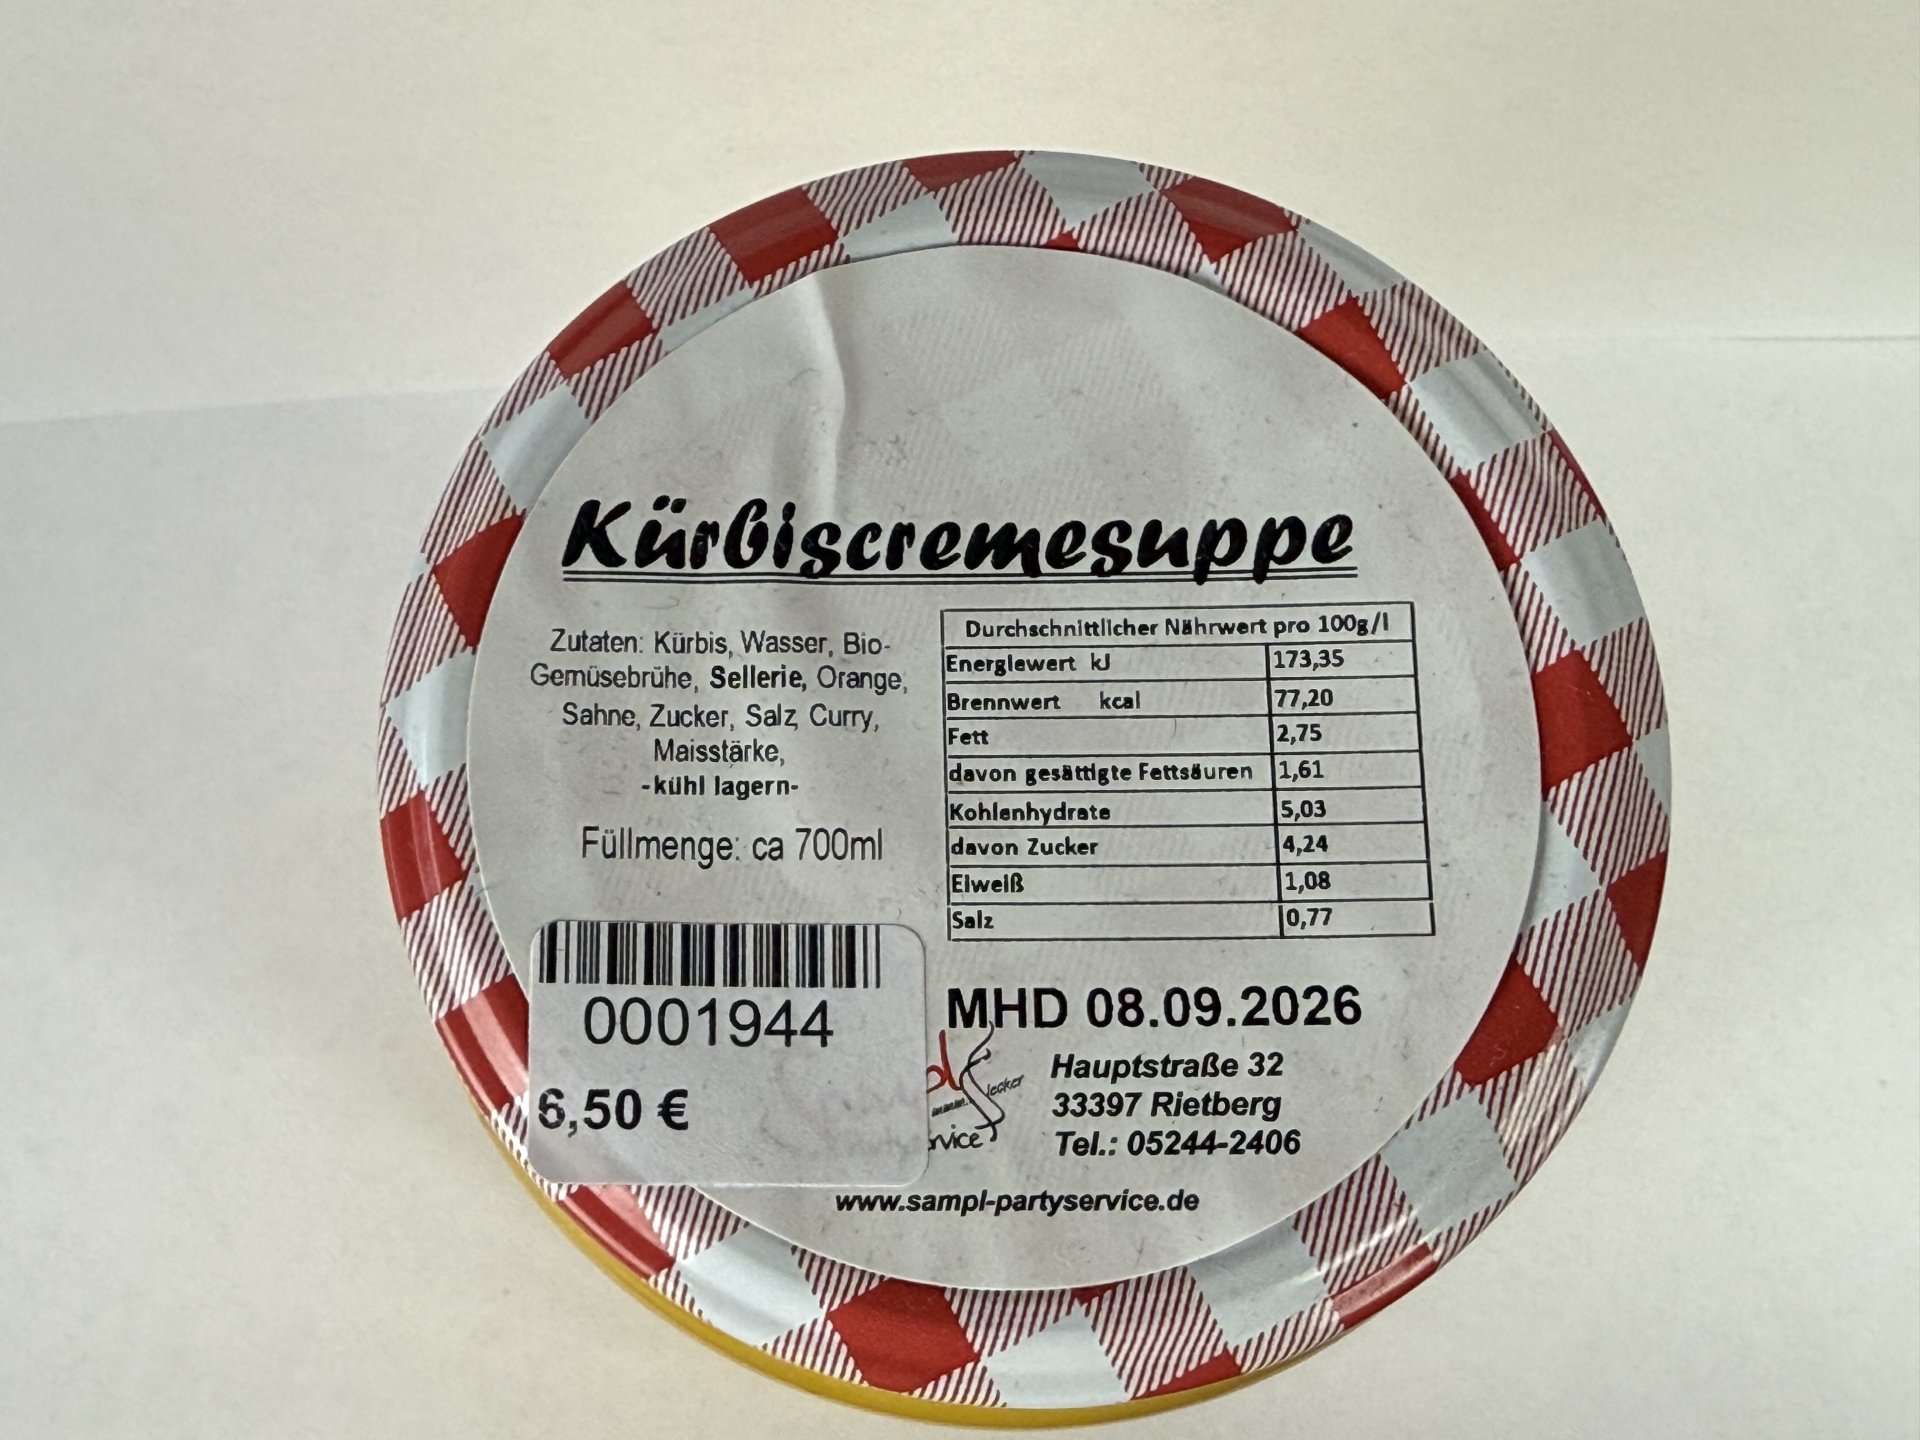 Kürbiscremesuppe
Zutaten: Kürbis, Wasser, Bio-
Gemüsebrühe, Sellerie, Orange,
Sahne, Zucker, Salz, Curry,
Maisstärke,
-kühl lagern-
Füllmenge: ca 700ml
Durchschnittlicher Nährwert pro 100g/l
Energiewert kJ 173,35
Brennwert kcal 77,20
Fett 2,75
davon gesättigte Fettsäuren 1,61
Kohlenhydrate 5,03
davon Zucker 4,24
Eiweiß 1,08
Salz 0,77
0001944
6,50 €
MHD 08.09.2026
lecker
rvice
Hauptstraße 32
33397 Rietberg
Tel.: 05244-2406
www.sampl-partyservice.de